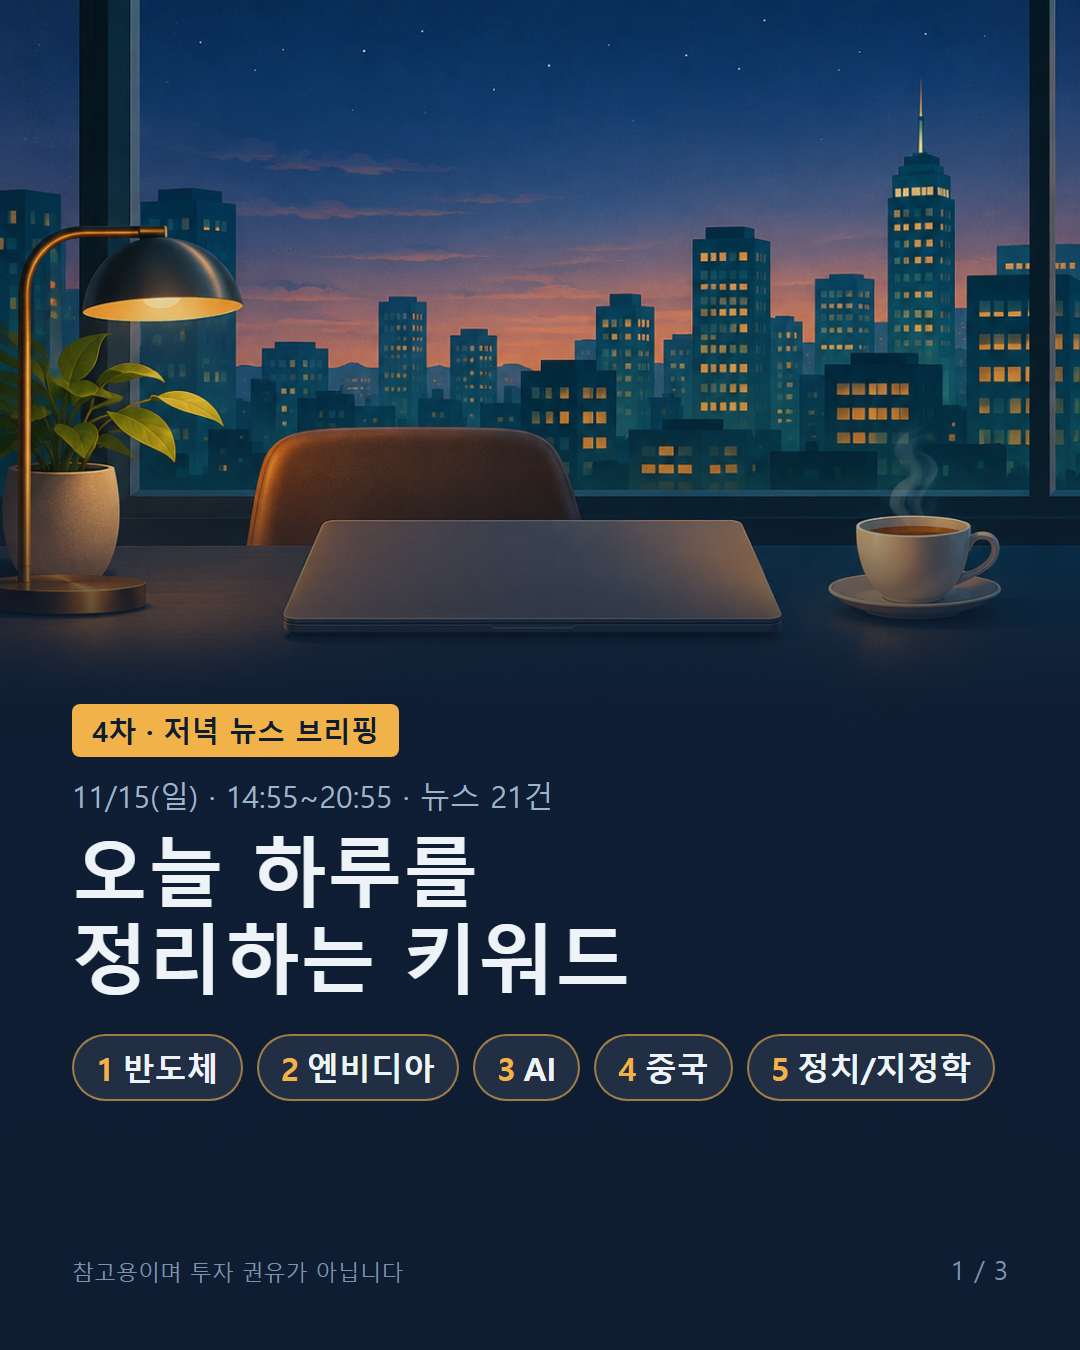 4차 · 저녁 뉴스 브리핑
11/15(일) · 14:55~20:55 · 뉴스 21건
오늘 하루를
정리하는 키워드
1 반도체 2 엔비디아 3 AI 4 중국 5 정치/지정학
참고용이며 투자 권유가 아닙니다 1 / 3